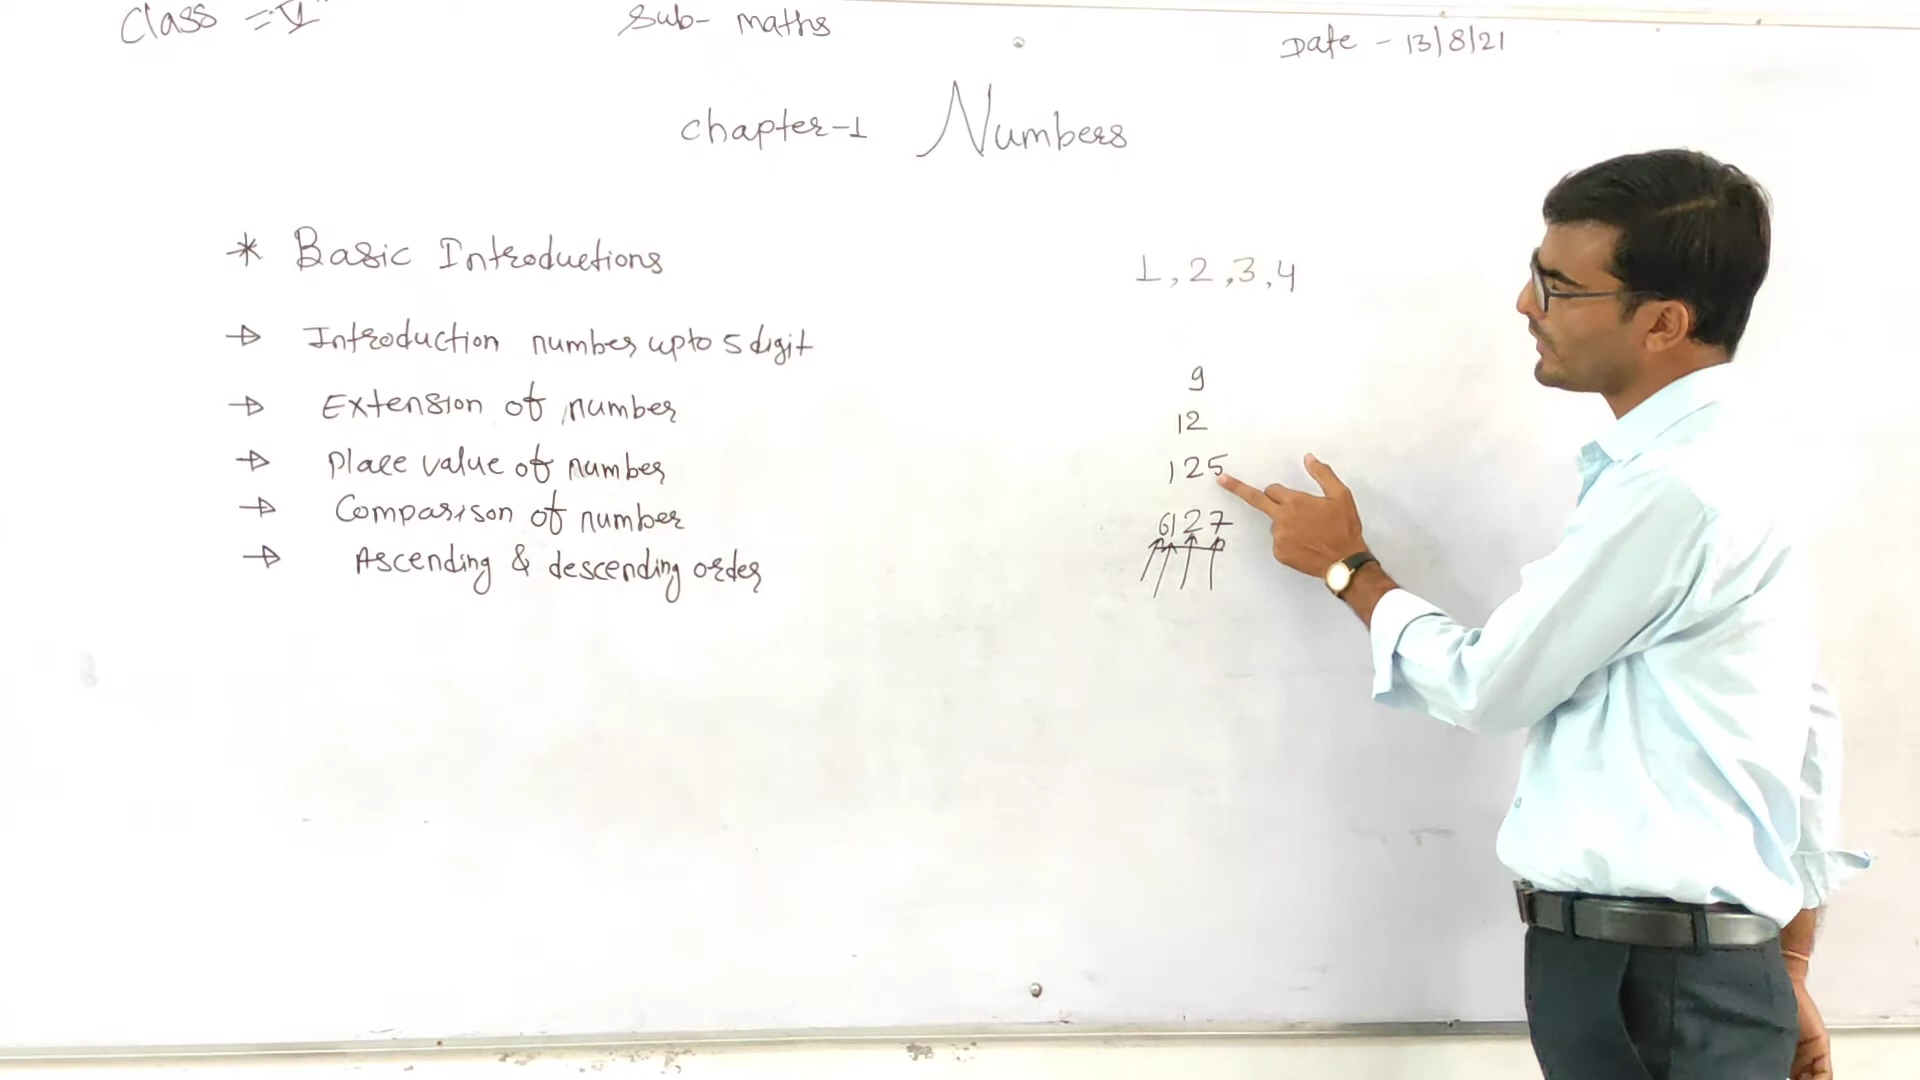 Class = V
Sub- maths
Date - 13/8/21
chapter-1 Numbers
* Basic Introductions
→ Introduction number upto 5 digit
→ Extension of number
→ Place value of number
→ Comparison of number
→ Ascending & descending order
1, 2, 3, 4
9
12
125
6127